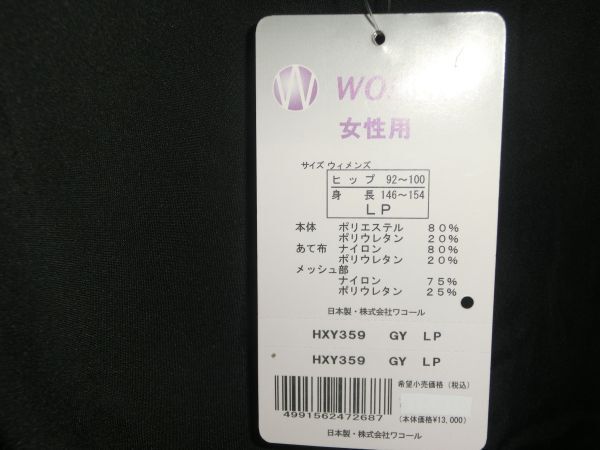 W
女性用
サイズ ウィメンズ
ヒップ 92～100
身長 146～154
LP
本体 ポリエステル 80%
ポリウレタン 20%
あて布 ナイロン 80%
ポリウレタン 20%
メッシュ部
ナイロン 75%
ポリウレタン 25%
日本製・株式会社ワコール
HXY359 GY LP
HXY359 GY LP
希望小売価格（税込）
4991562472687
(本体価格¥13,000)
日本製・株式会社ワコール